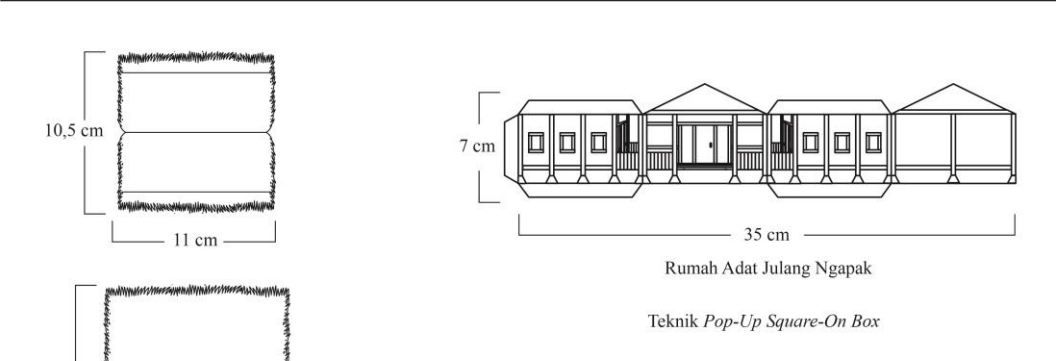 10,5 cm
11 cm
7 cm
35 cm
Rumah Adat Julang Ngapak
Teknik Pop-Up Square-On Box